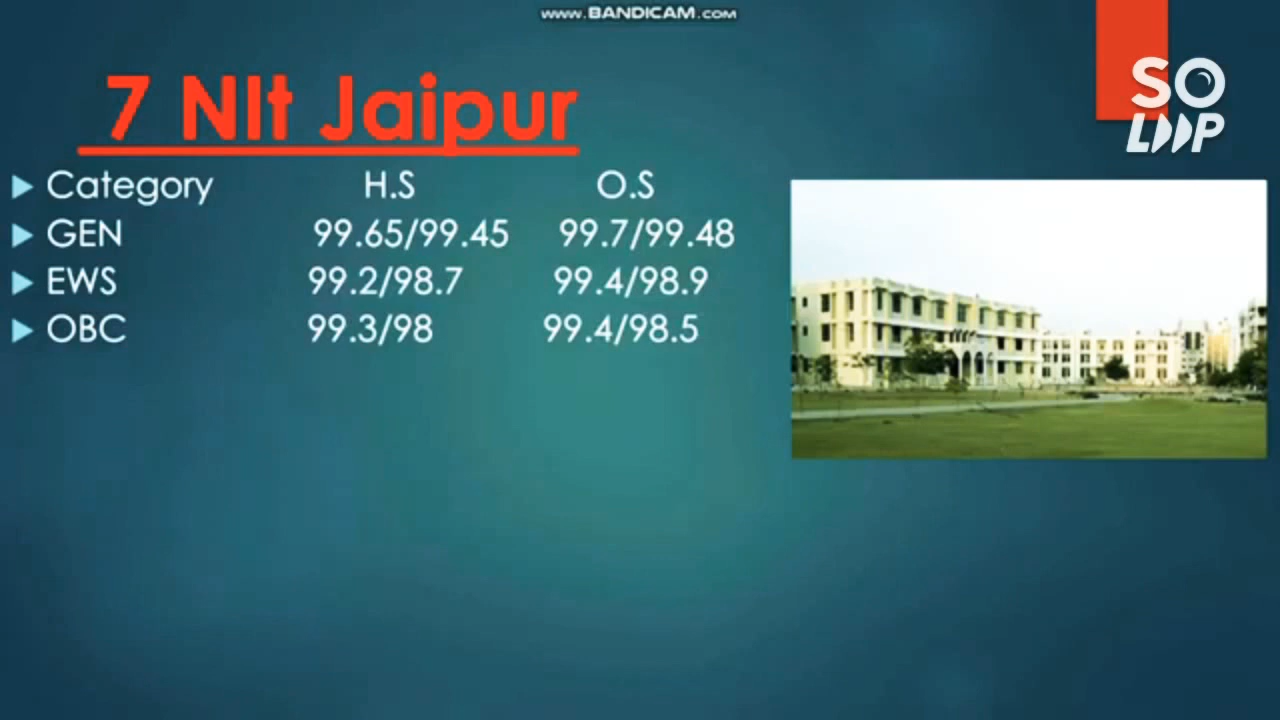 www.BANDICAM.com
7 NIt Jaipur
SO
LOOP
Category H.S O.S
GEN 99.65/99.45 99.7/99.48
EWS 99.2/98.7 99.4/98.9
OBC 99.3/98 99.4/98.5